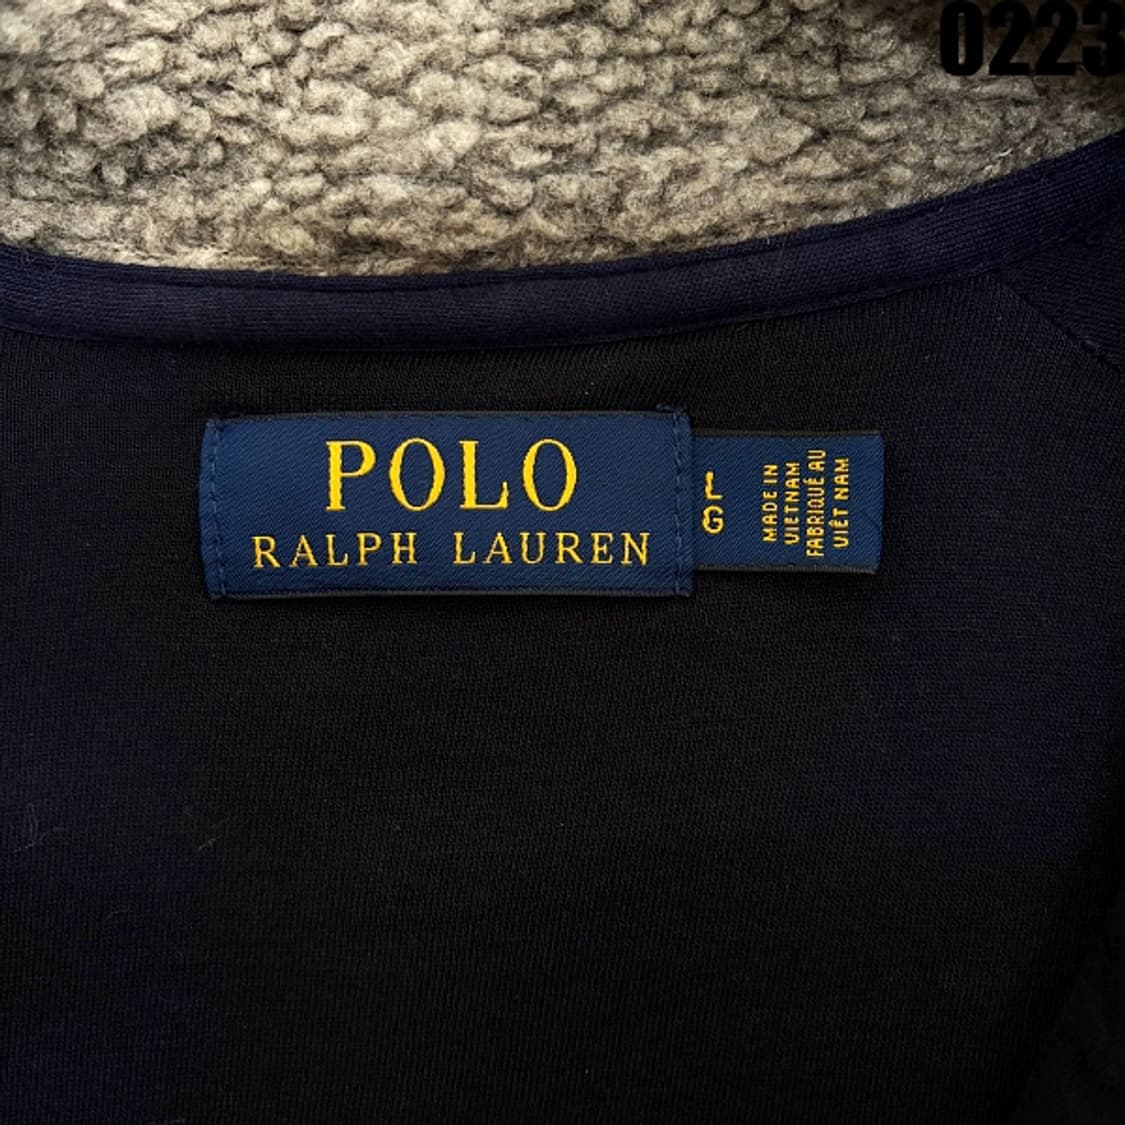 0223
POLO
RALPH LAUREN
L
G
MADE IN
VIETNAM
FABRIQUÉ AU
VIÊT NAM